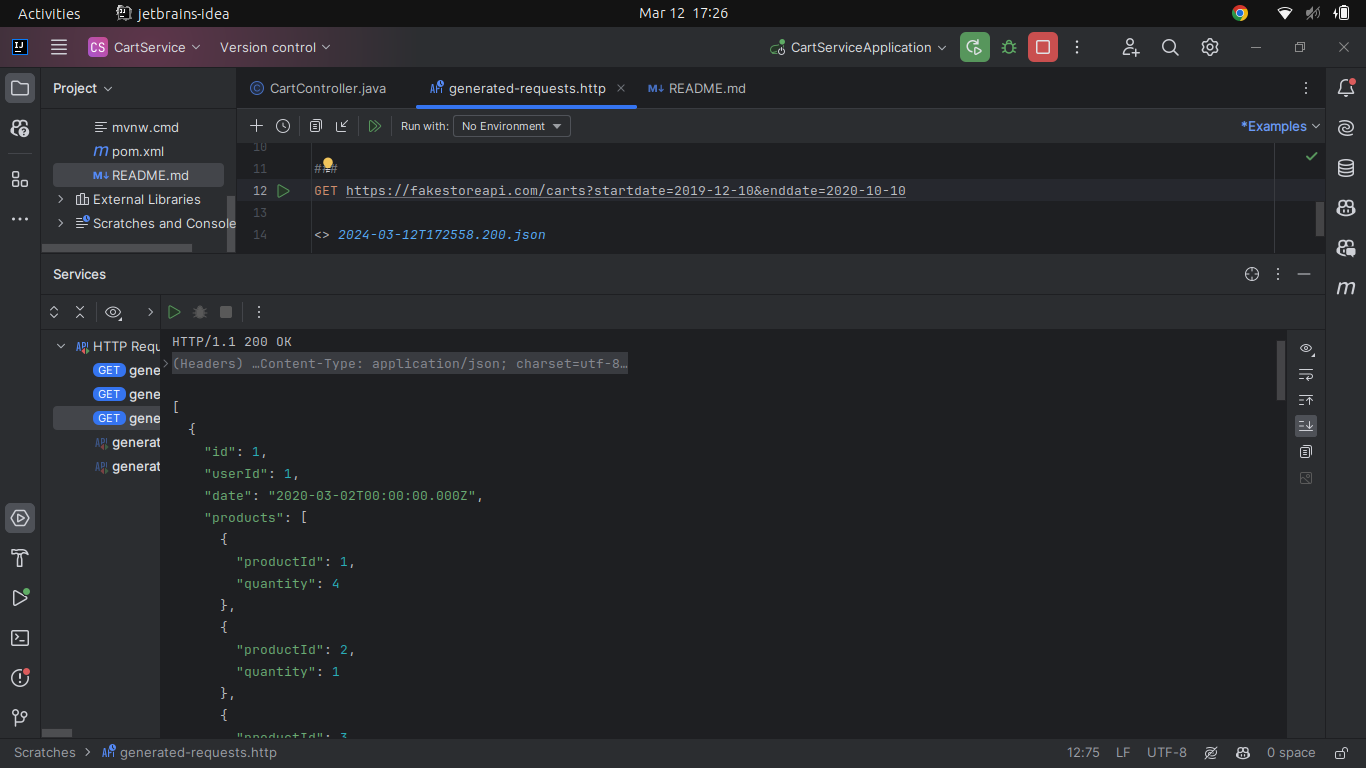 Activities jetbrains-idea Mar 12 17:26
CS CartService Version control CartServiceApplication
Project CartController.java generated-requests.http README.md
mvnw.cmd
pom.xml
README.md
External Libraries
Scratches and Console
Run with: No Environment *Examples
10
11 ###
12 GET https://fakestoreapi.com/carts?startdate=2019-12-10&enddate=2020-10-10
13
14 <> 2024-03-12T172558.200.json
Services
HTTP Requ
GET gene
GET gene
GET gene
generat
generat
HTTP/1.1 200 OK
(Headers) …Content-Type: application/json; charset=utf-8…
[
{
"id": 1,
"userId": 1,
"date": "2020-03-02T00:00:00.000Z",
"products": [
{
"productId": 1,
"quantity": 4
},
{
"productId": 2,
"quantity": 1
},
{
"productId": 3
Scratches generated-requests.http 12:75 LF UTF-8 0 space